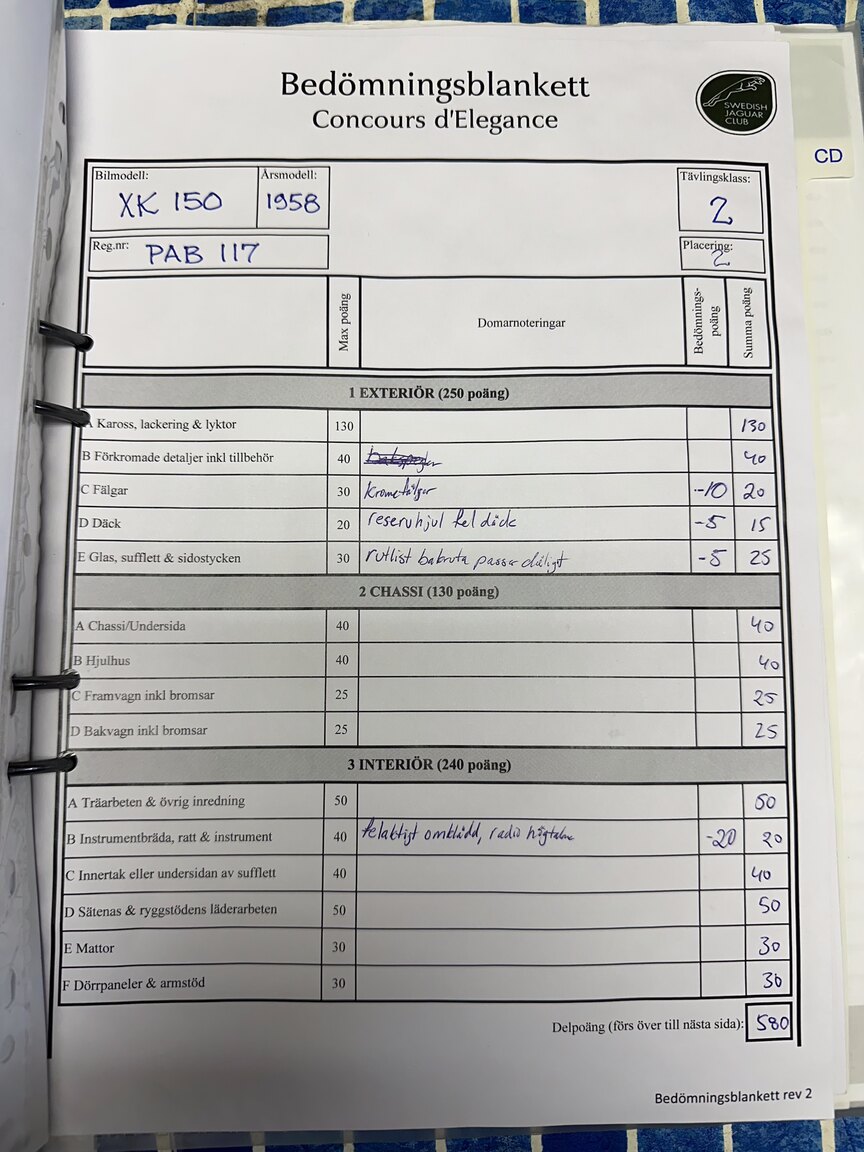 Bedömningsblankett
Concours d'Elegance
SWEDISH
JAGUAR
CLUB
CD
Bilmodell: XK 150
Årsmodell: 1958
Tävlingsklass: 2
Reg.nr: PAB 117
Placering: 2
Max poäng
Domarnoteringar
Bedömnings-
poäng
Summa poäng
1 EXTERIÖR (250 poäng)
A Kaross, lackering & lyktor 130 130
B Förkromade detaljer inkl tillbehör 40 40
C Fälgar 30 kromefälgar -10 20
D Däck 20 reservhjul fel däck -5 15
E Glas, sufflett & sidostycken 30 rutlist bakruta passar dåligt -5 25
2 CHASSI (130 poäng)
A Chassi/Undersida 40 40
B Hjulhus 40 40
C Framvagn inkl bromsar 25 25
D Bakvagn inkl bromsar 25 25
3 INTERIÖR (240 poäng)
A Träarbeten & övrig inredning 50 50
B Instrumentbräda, ratt & instrument 40 felaktigt omklädd, radio högtalare -20 20
C Innertak eller undersidan av sufflett 40 40
D Sätenas & ryggstödens läderarbeten 50 50
E Mattor 30 30
F Dörrpaneler & armstöd 30 30
Delpoäng (förs över till nästa sida): 580
Bedömningsblankett rev 2